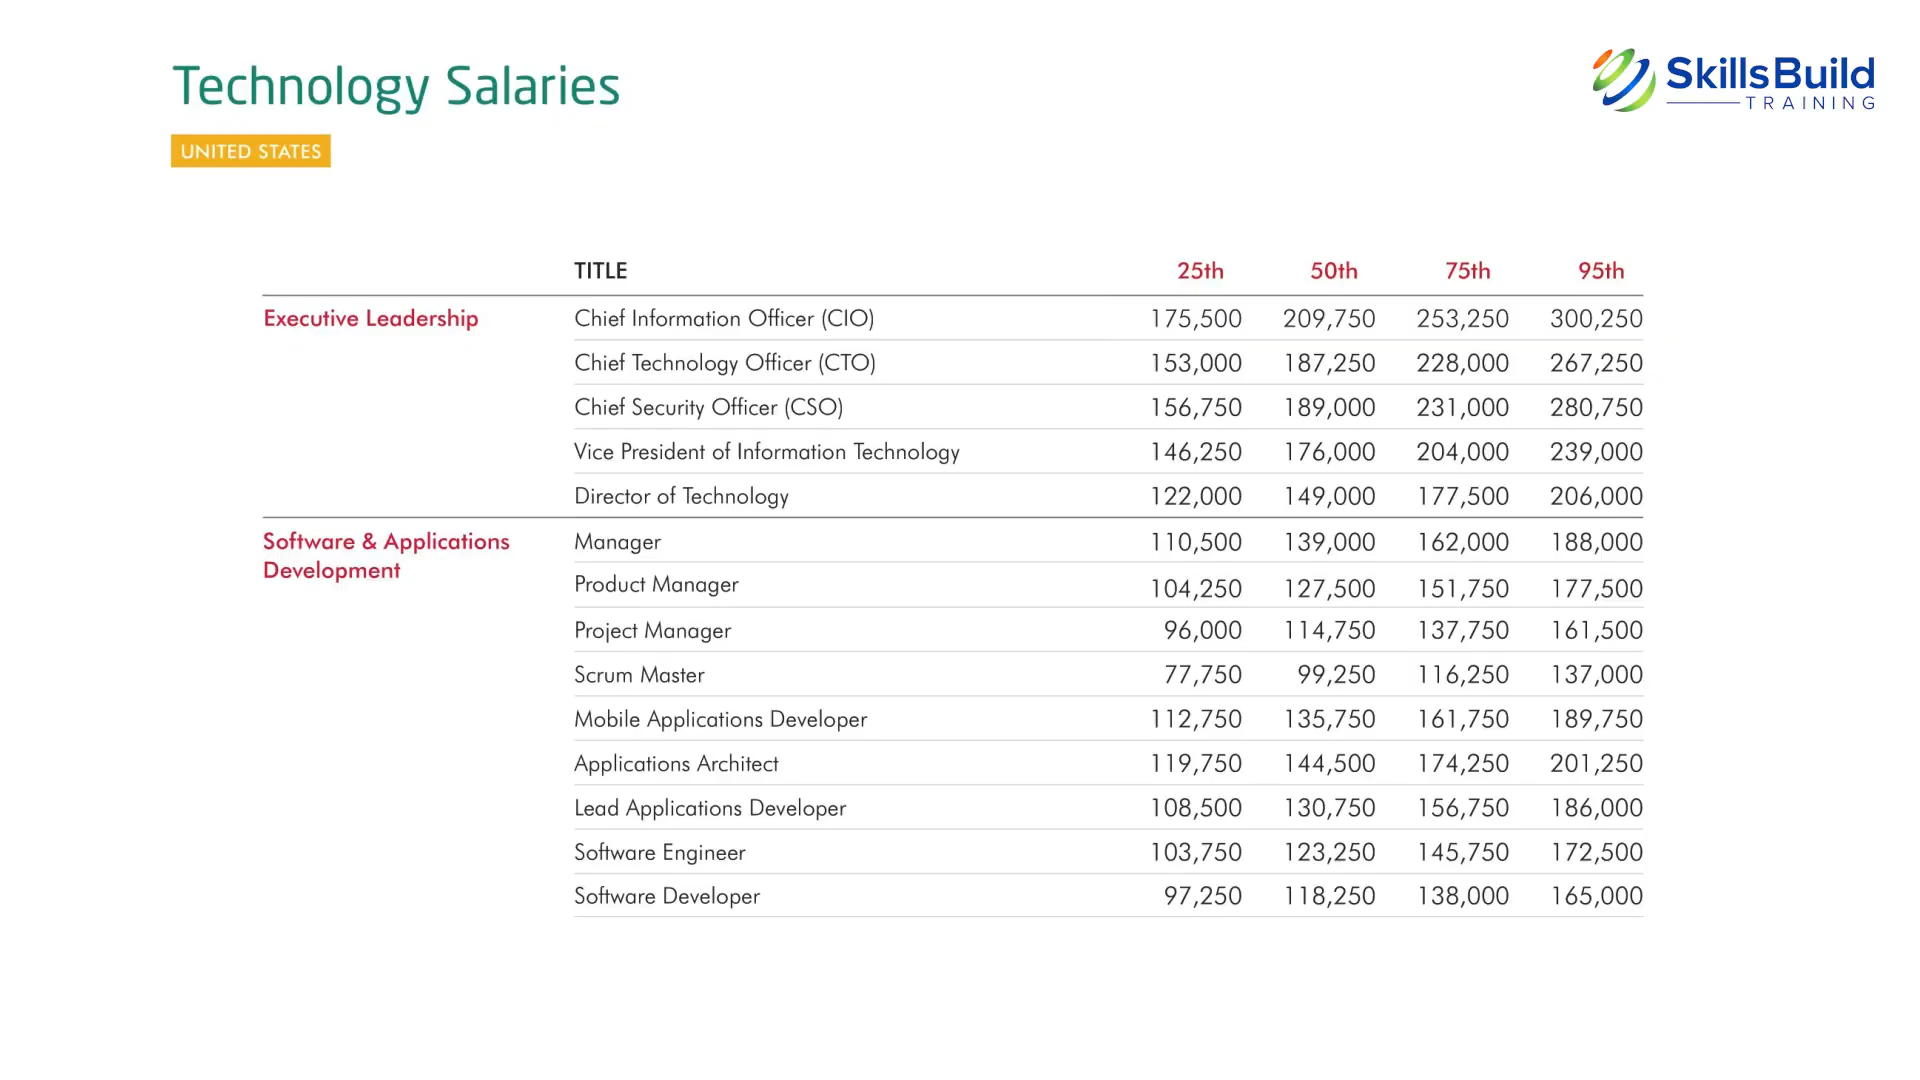 Technology Salaries
SkillsBuild
TRAINING
UNITED STATES
TITLE 25th 50th 75th 95th
Executive Leadership Chief Information Officer (CIO) 175,500 209,750 253,250 300,250
Chief Technology Officer (CTO) 153,000 187,250 228,000 267,250
Chief Security Officer (CSO) 156,750 189,000 231,000 280,750
Vice President of Information Technology 146,250 176,000 204,000 239,000
Director of Technology 122,000 149,000 177,500 206,000
Software & Applications Manager 110,500 139,000 162,000 188,000
Development
Product Manager 104,250 127,500 151,750 177,500
Project Manager 96,000 114,750 137,750 161,500
Scrum Master 77,750 99,250 116,250 137,000
Mobile Applications Developer 112,750 135,750 161,750 189,750
Applications Architect 119,750 144,500 174,250 201,250
Lead Applications Developer 108,500 130,750 156,750 186,000
Software Engineer 103,750 123,250 145,750 172,500
Software Developer 97,250 118,250 138,000 165,000